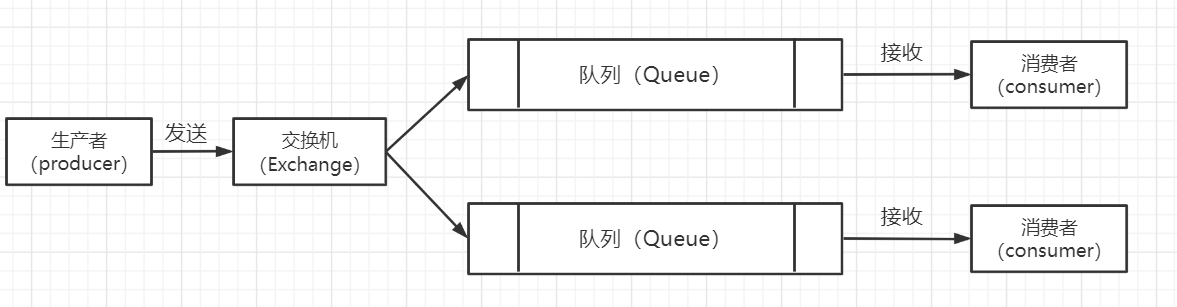 生产者
（producer）
发送
交换机
（Exchange）
队列（Queue）
接收
消费者
（consumer）
队列（Queue）
接收
消费者
（consumer）